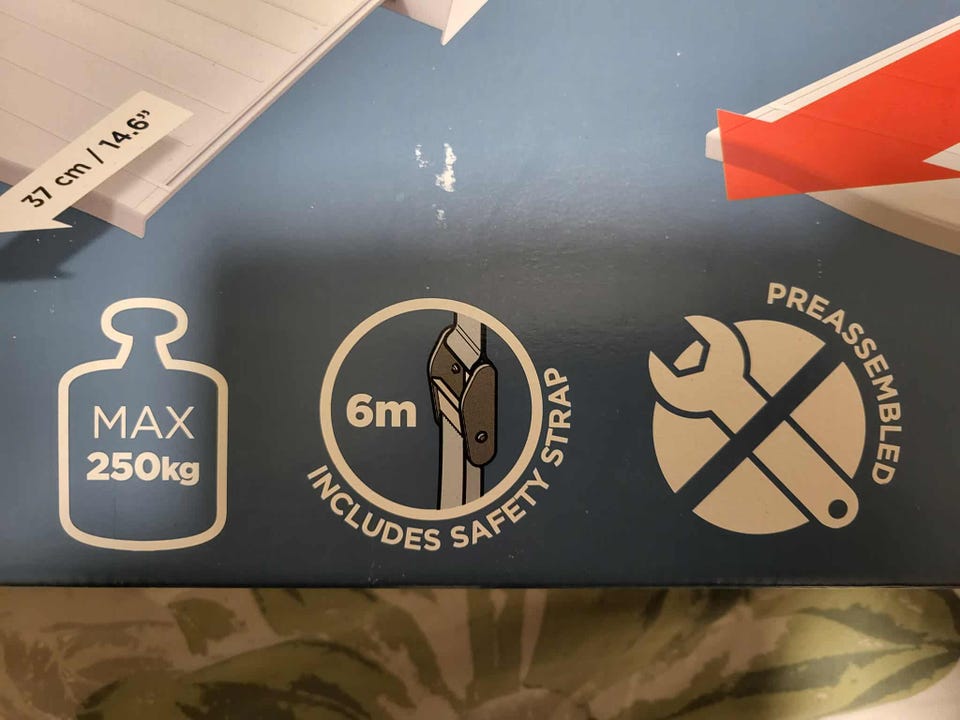 37 cm / 14.6"
MAX
250kg
6m
INCLUDES SAFETY STRAP
PREASSEMBLED